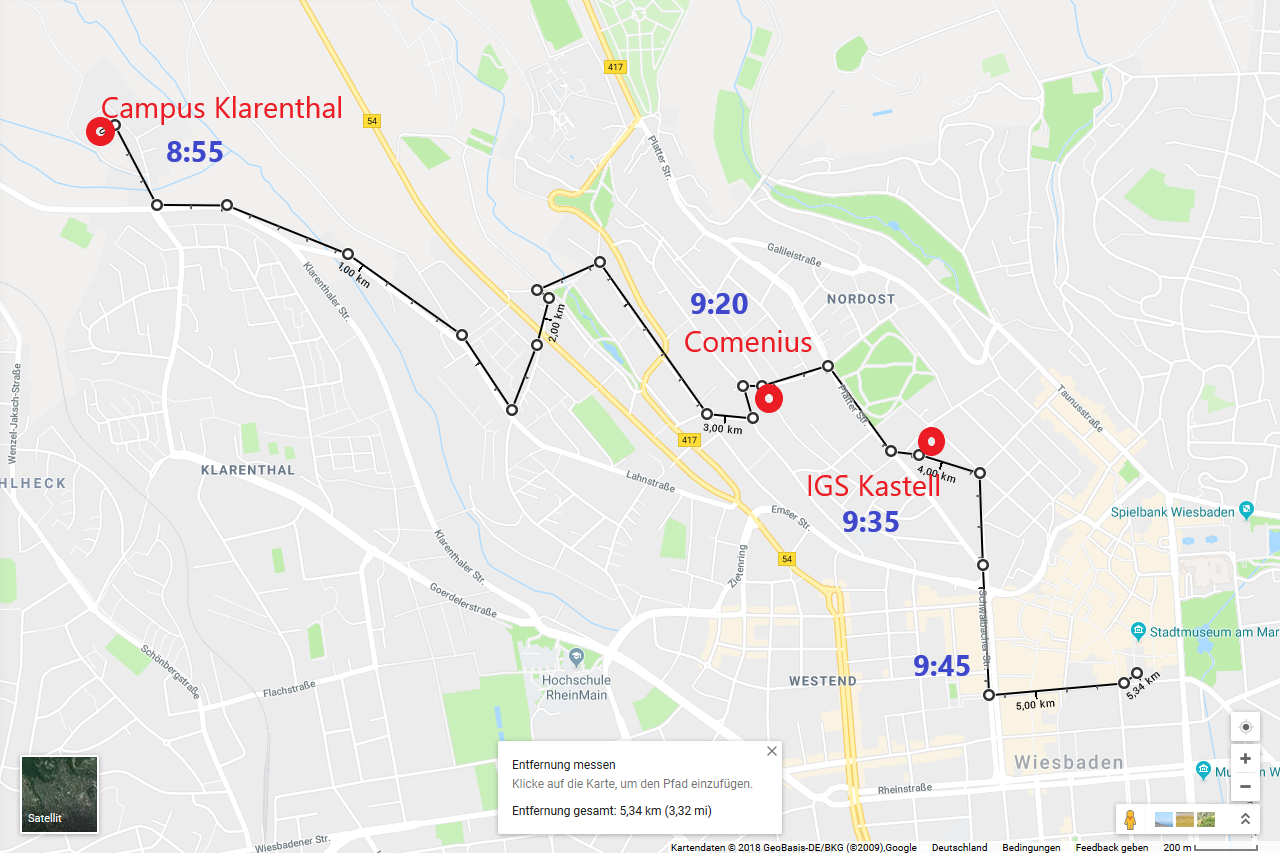 417
Campus Klarenthal
54
8:55
Platter Str.
Galileistraße
Klarenthaler Str.
1,00 km
NORDOST
9:20
2,00 km
Comenius
Wenzel-Jaksch-Straße
Platter Str.
Taunusstraße
3,00 km
417
KLARENTHAL
HLHECK
Lahnstraße
4,00 km
IGS Kastell
9:35
Emser Str.
Spielbank Wiesbaden
Klarenthaler Str.
Zietenring
54
Goerdelerstraße
Schwalbacher Str.
Stadtmuseum am Mar
Schönbergstraße
9:45
Hochschule
RheinMain
Flachstraße
WESTEND
5,34 km
5,00 km
Wiesbaden
Entfernung messen
Klicke auf die Karte, um den Pfad einzufügen.
Entfernung gesamt: 5,34 km (3,32 mi)
Museum W
Rheinstraße
Satellit
Wiesbadener Str.
Kartendaten © 2018 GeoBasis-DE/BKG (©2009),Google Deutschland Bedingungen Feedback geben 200 m